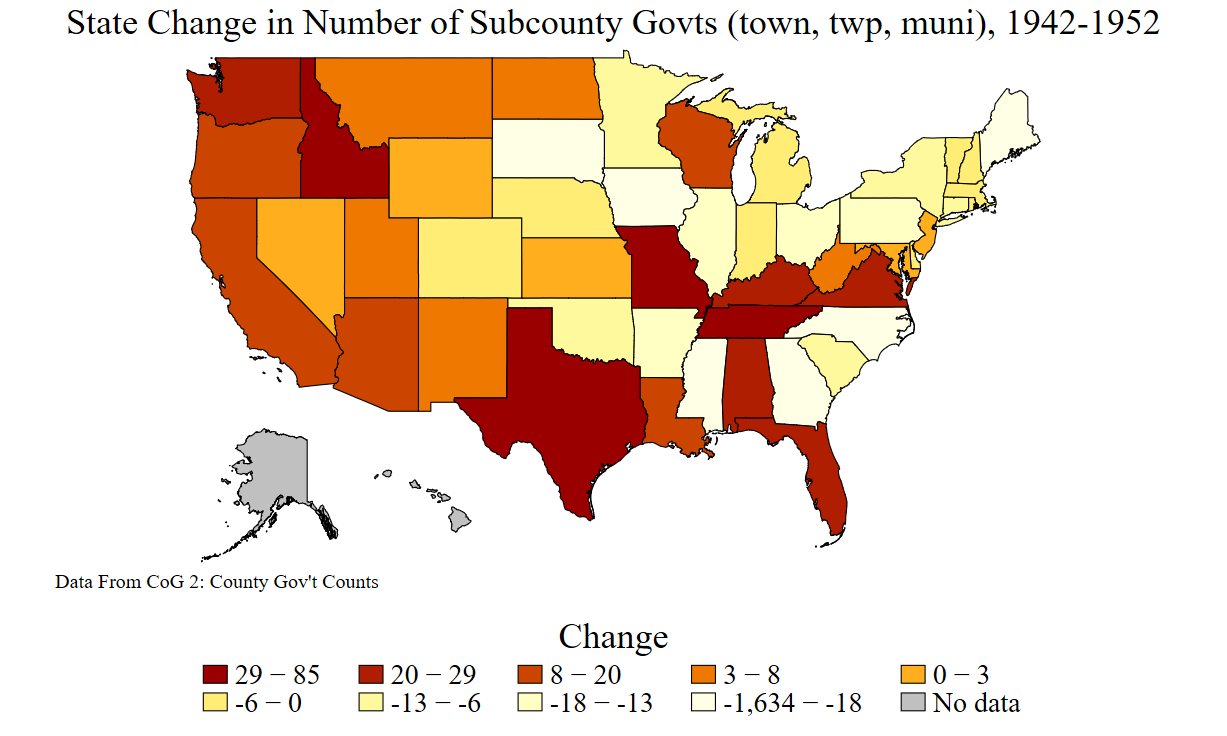 State Change in Number of Subcounty Govts (town, twp, muni), 1942-1952
Data From CoG 2: County Gov't Counts
Change
29 − 85 20 − 29 8 − 20 3 − 8 0 − 3
-6 − 0 -13 − -6 -18 − -13 -1,634 − -18 No data